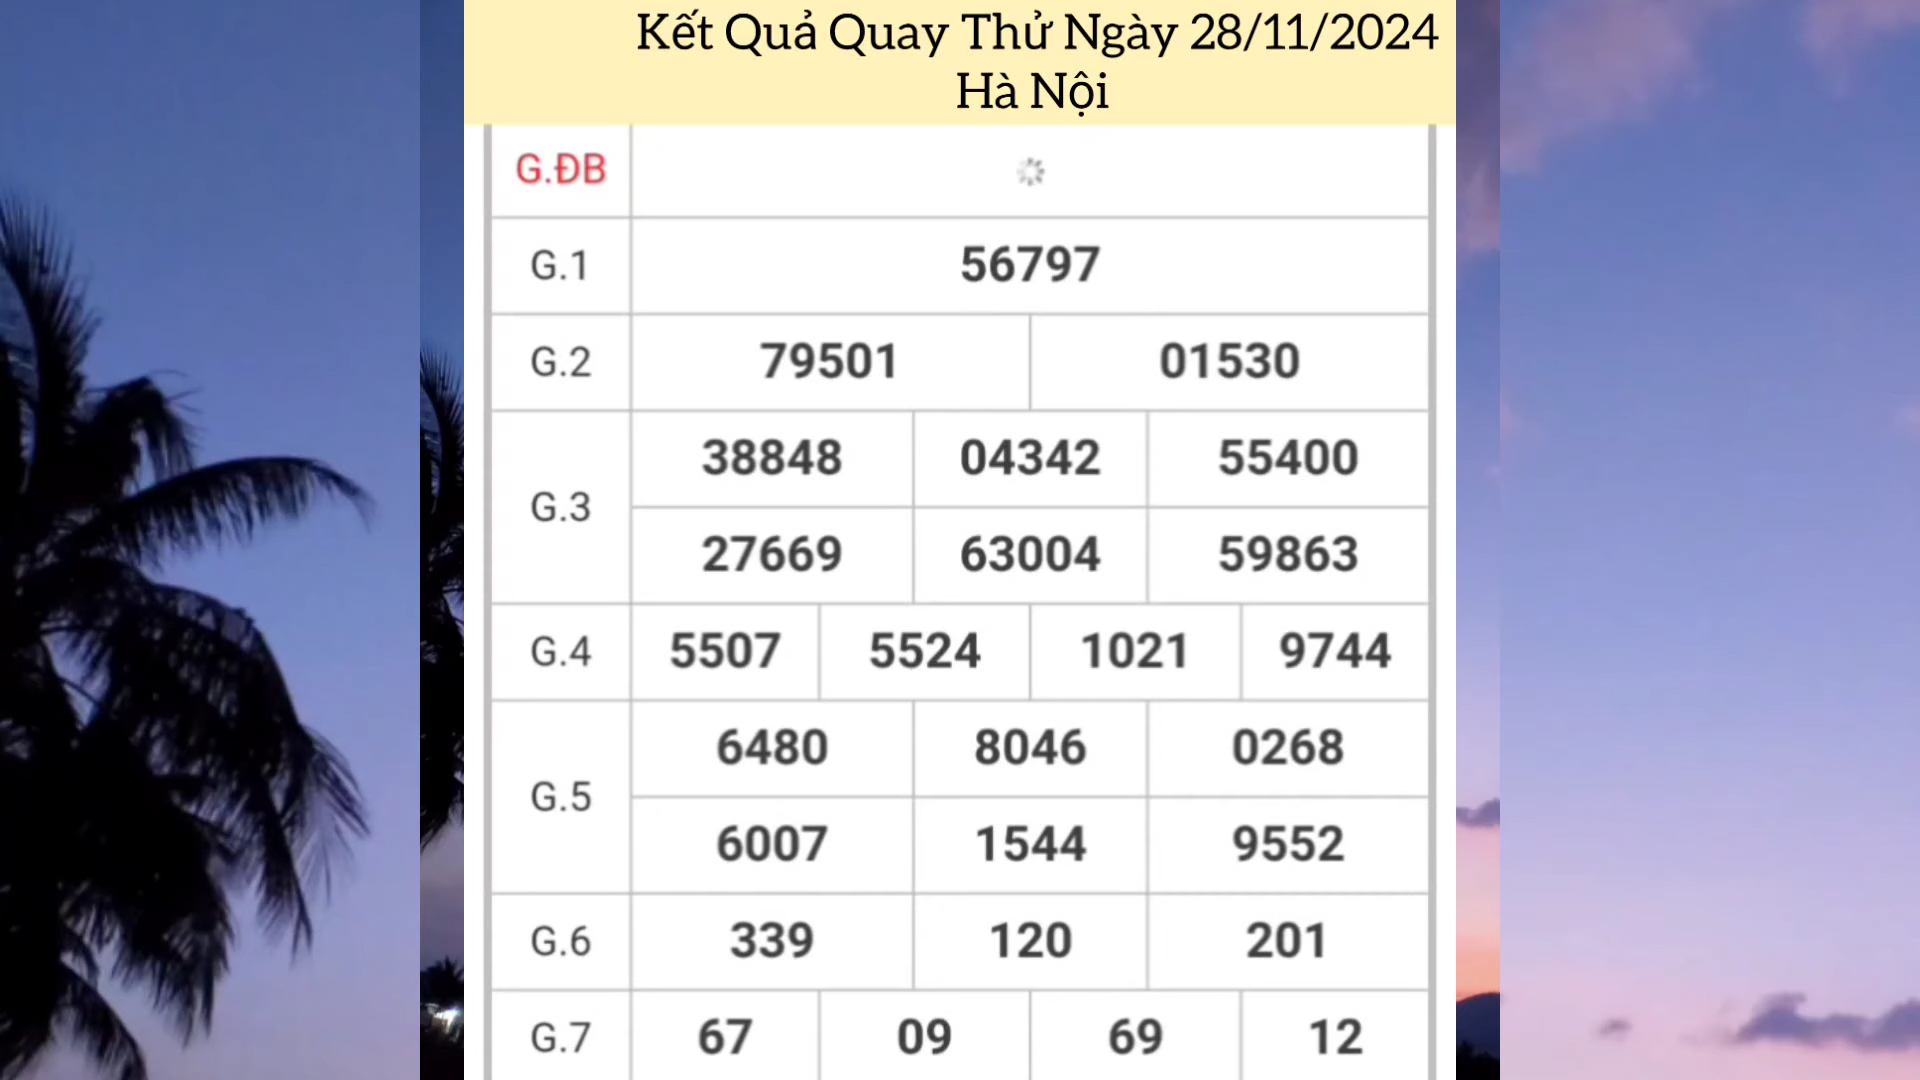 Kết Quả Quay Thử Ngày 28/11/2024
Hà Nội
G.ĐB
G.1 56797
G.2 79501 01530
G.3
38848 04342 55400
27669 63004 59863
G.4 5507 5524 1021 9744
G.5
6480 8046 0268
6007 1544 9552
G.6 339 120 201
G.7 67 09 69 12